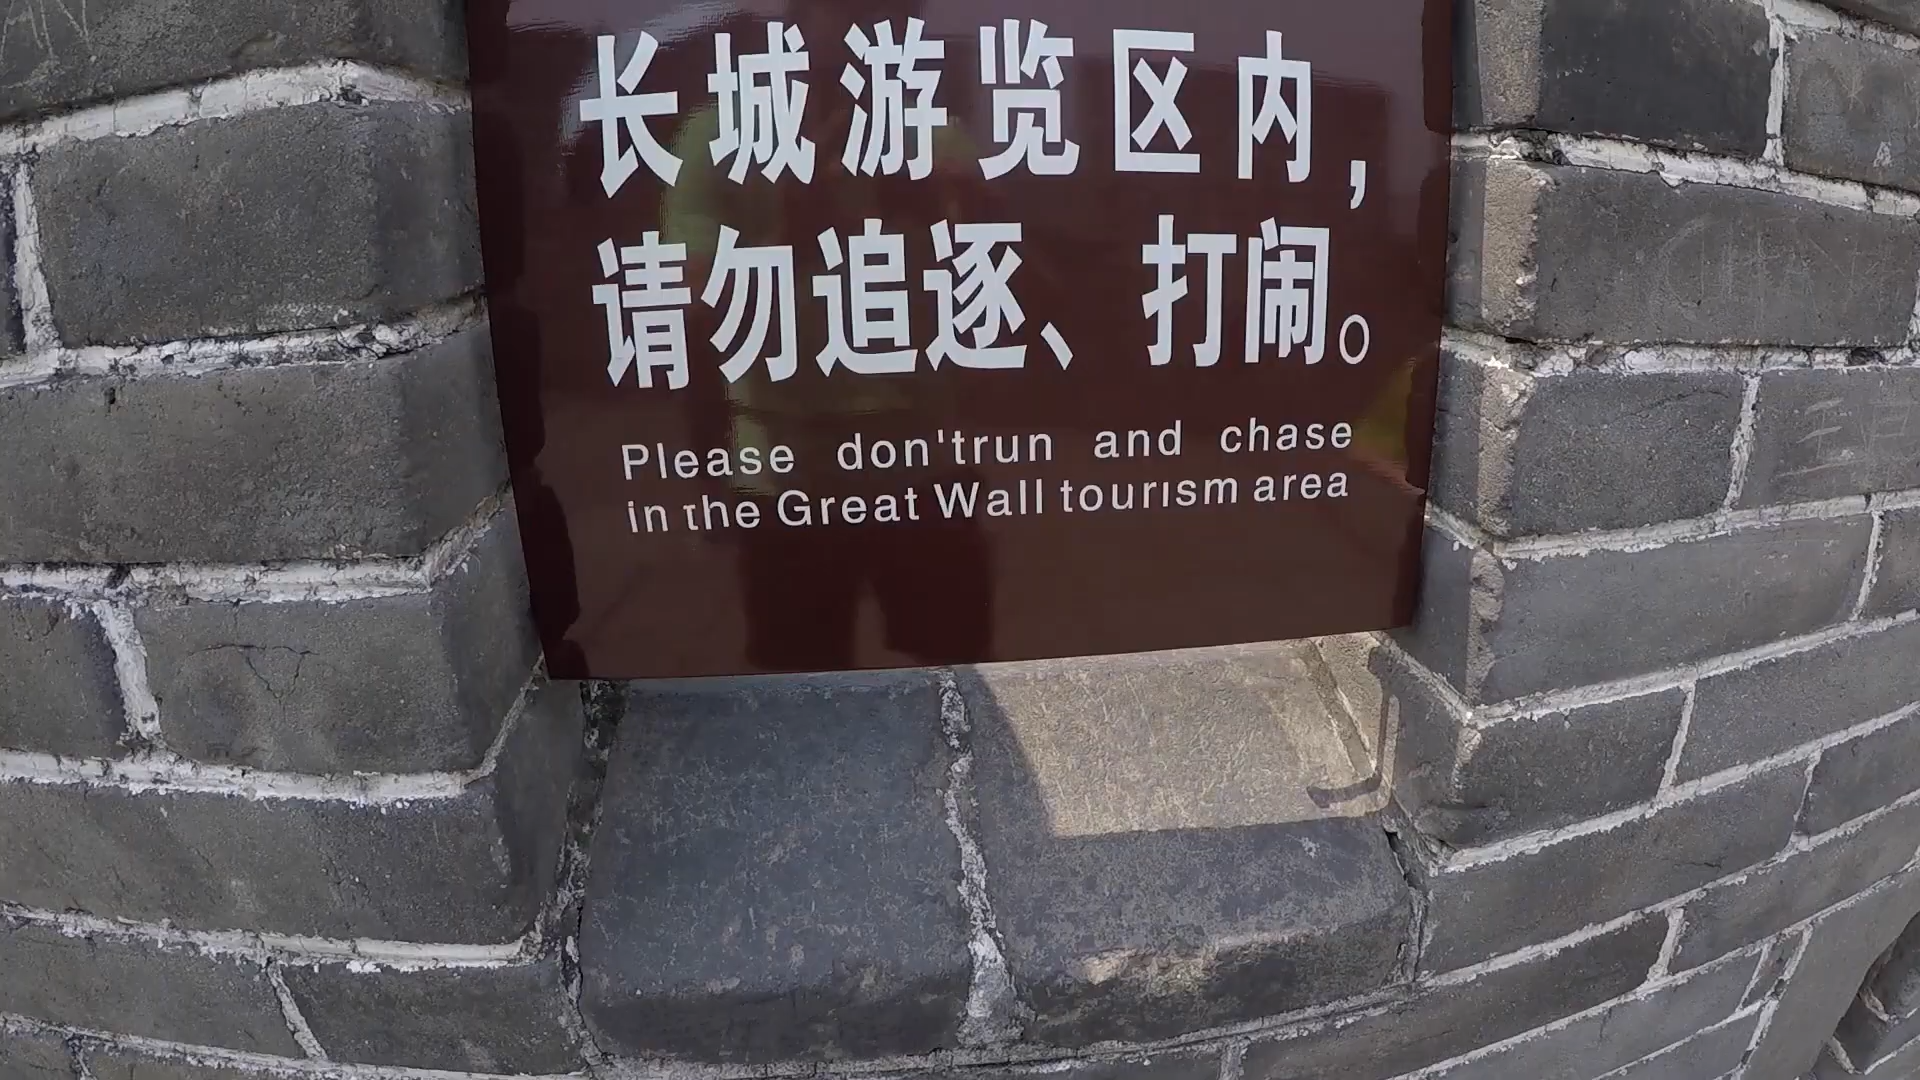 长城游览区内，
请勿追逐、打闹。
Please don'trun and chase
in the Great Wall tourism area